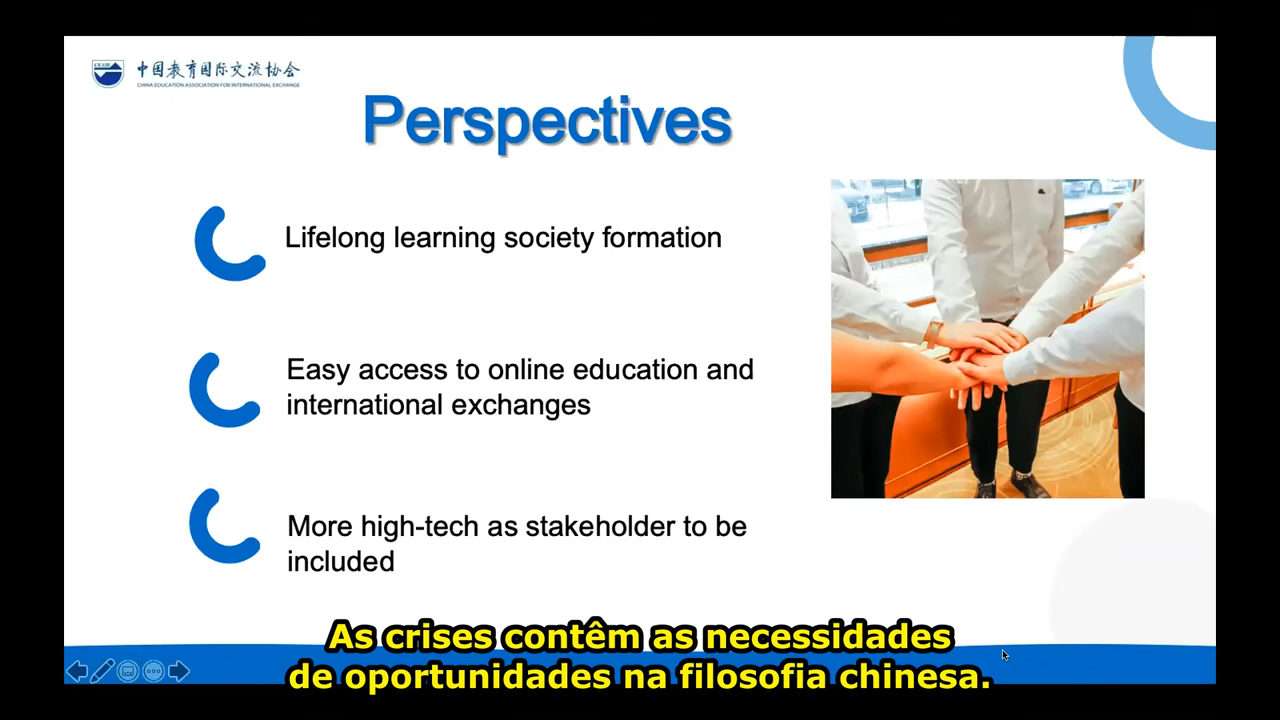 中国教育国际交流协会
CHINA EDUCATION ASSOCIATION FOR INTERNATIONAL EXCHANGE
Perspectives
Lifelong learning society formation
Easy access to online education and
international exchanges
More high-tech as stakeholder to be
included
As crises contêm as necessidades
de oportunidades na filosofia chinesa.